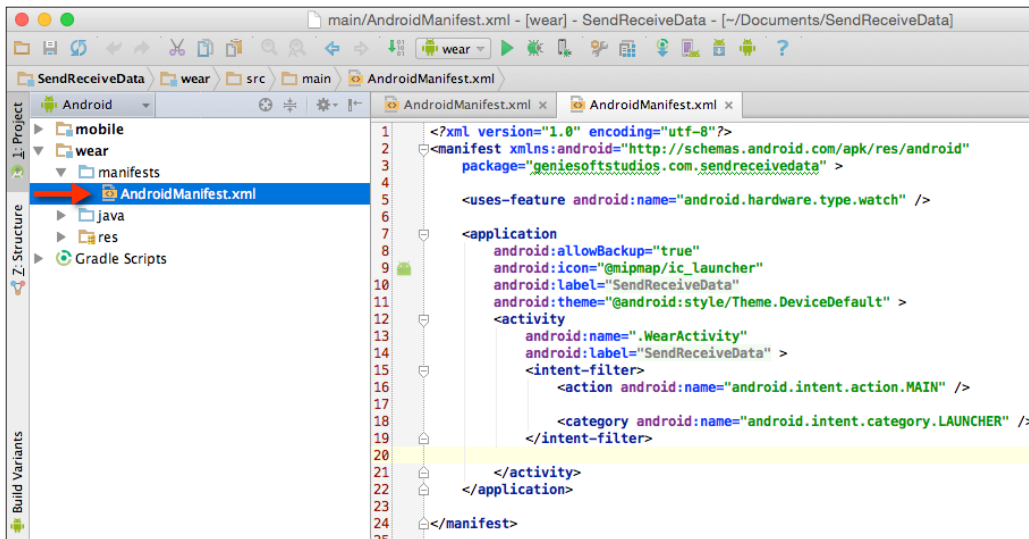 main/AndroidManifest.xml - [wear] - SendReceiveData - [~/Documents/SendReceiveData]
wear
?
SendReceiveData wear src main AndroidManifest.xml
1: Project
Z: Structure
Build Variants
Android
mobile
wear
manifests
AndroidManifest.xml
java
res
Gradle Scripts
AndroidManifest.xml × AndroidManifest.xml ×
1 <?xml version="1.0" encoding="utf-8"?>
2 <manifest xmlns:android="http://schemas.android.com/apk/res/android"
3 package="geniesoftstudios.com.sendreceivedata" >
4
5 <uses-feature android:name="android.hardware.type.watch" />
6
7 <application
8 android:allowBackup="true"
9 android:icon="@mipmap/ic_launcher"
10 android:label="SendReceiveData"
11 android:theme="@android:style/Theme.DeviceDefault" >
12 <activity
13 android:name=".WearActivity"
14 android:label="SendReceiveData" >
15 <intent-filter>
16 <action android:name="android.intent.action.MAIN" />
17
18 <category android:name="android.intent.category.LAUNCHER" />
19 </intent-filter>
20
21 </activity>
22 </application>
23
24 </manifest>
25